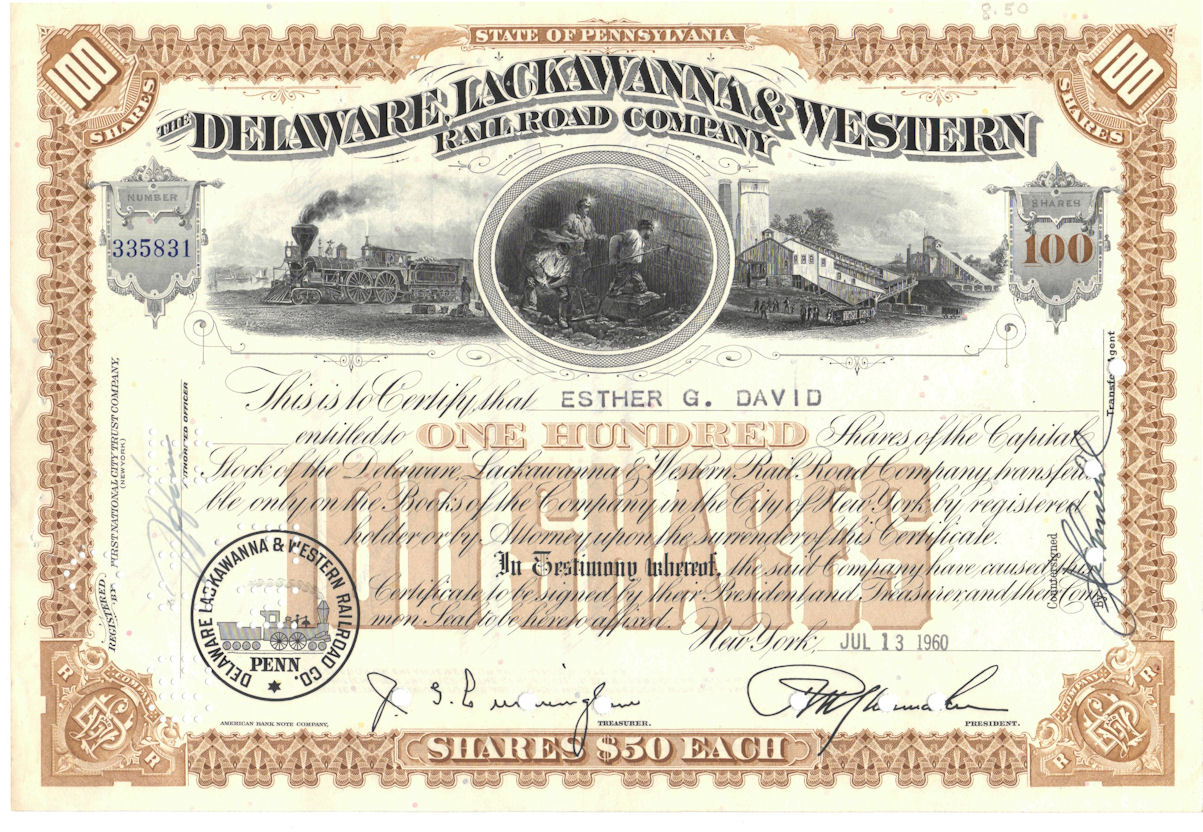 8.50
STATE OF PENNSYLVANIA
100 SHARES
100 SHARES
THE DELAWARE, LACKAWANNA & WESTERN
RAIL ROAD COMPANY
NUMBER
335831
SHARES
100
This is to Certify that ESTHER G. DAVID
entitled to ONE HUNDRED Shares of the Capital
Stock of the Delaware, Lackawanna & Western Rail Road Company, transfera-
ble only on the Books of the Company in the City of New York by registered
holder or by Attorney upon the surrender of this Certificate.
In Testimony Whereof, the said Company have caused this
Certificate to be signed by their President and Treasurer, and their Com-
mon Seal, to be hereto affixed.
100 SHARES
New York, JUL 13 1960
REGISTERED:
FIRST NATIONAL CITY TRUST COMPANY,
(NEW YORK)
BY
AUTHORIZED OFFICER
Countersigned
By
Transfer Agent
DELAWARE LACKAWANNA & WESTERN RAILROAD CO.
PENN
AMERICAN BANK NOTE COMPANY.
TREASURER.
PRESIDENT.
R R
COMPANY
R
R
COMPANY
R R
SHARES $50 EACH